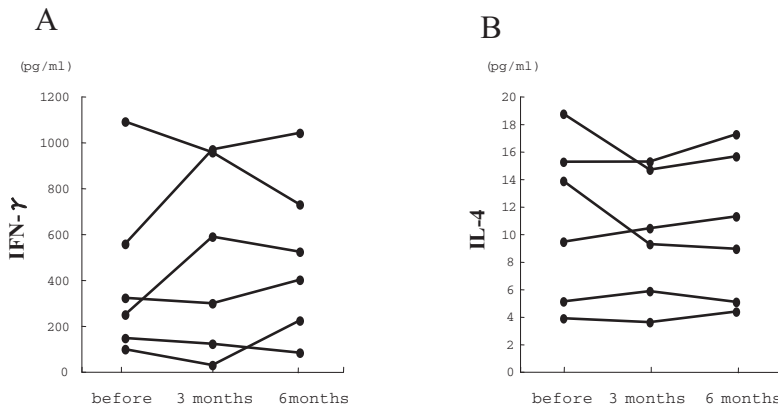 A
(pg/ml)
1200
1000
800
600
400
200
0
IFN-γ
before 3 months 6months
B
(pg/ml)
20
18
16
14
12
10
8
6
4
2
0
IL-4
before 3 months 6 months